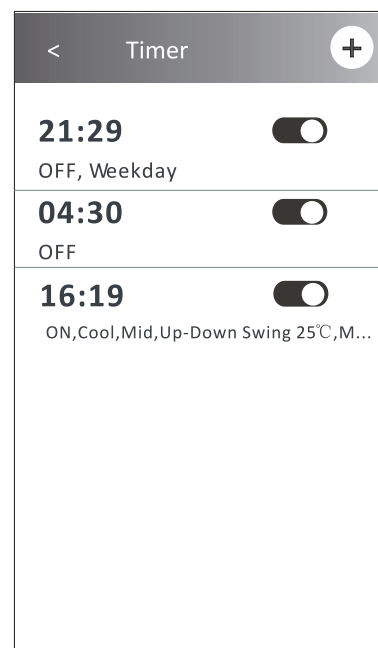 < Timer +
21:29
OFF, Weekday
04:30
OFF
16:19
ON,Cool,Mid,Up-Down Swing 25℃,M...